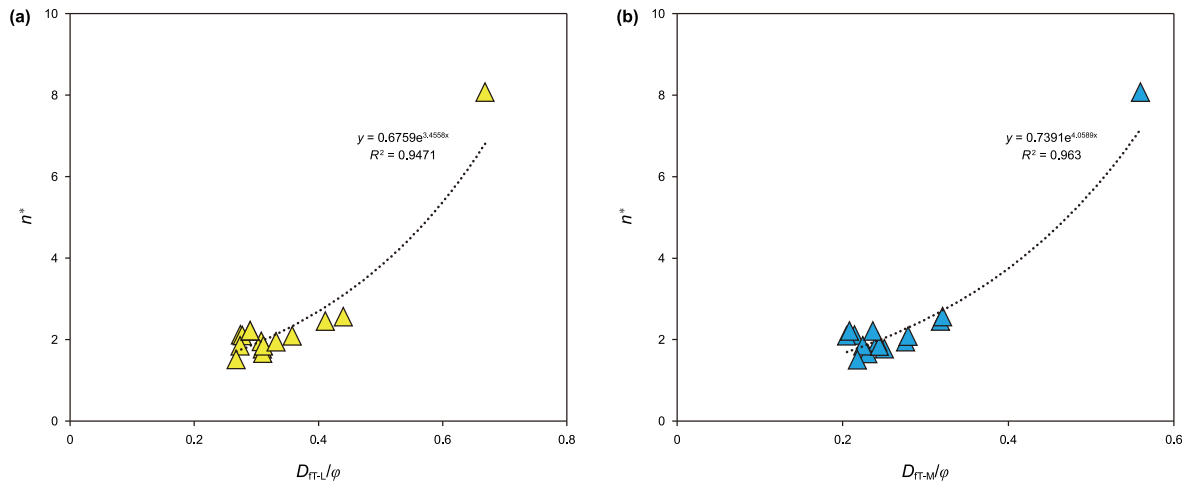 (a)
10
8
6
4
2
0
n*
y = 0.6759e^3.4558x
R² = 0.9471
0 0.2 0.4 0.6 0.8
D_fT-L/φ
(b)
10
8
6
4
2
0
n*
y = 0.7391e^4.0589x
R² = 0.963
0 0.2 0.4 0.6
D_fT-M/φ